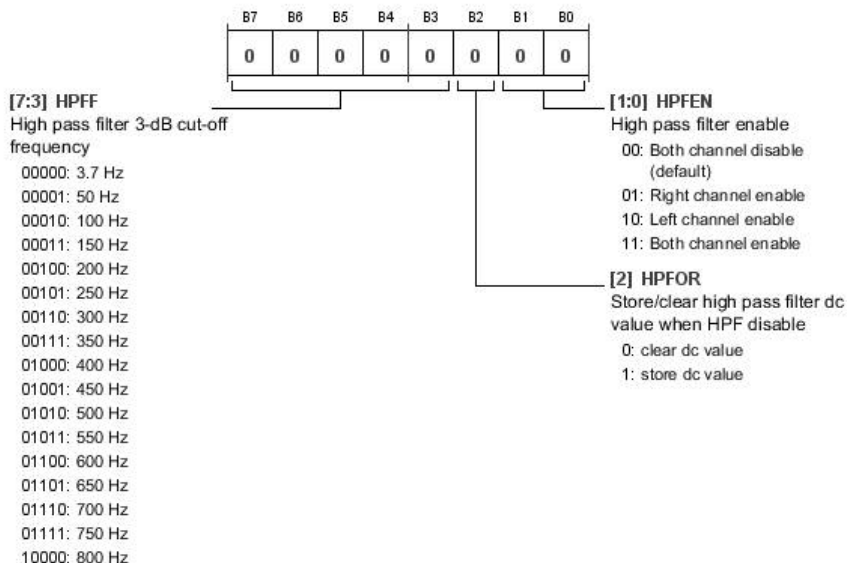 B7 B6 B5 B4 B3 B2 B1 B0
0 0 0 0 0 0 0 0
[7:3] HPFF
High pass filter 3-dB cut-off
frequency
00000: 3.7 Hz
00001: 50 Hz
00010: 100 Hz
00011: 150 Hz
00100: 200 Hz
00101: 250 Hz
00110: 300 Hz
00111: 350 Hz
01000: 400 Hz
01001: 450 Hz
01010: 500 Hz
01011: 550 Hz
01100: 600 Hz
01101: 650 Hz
01110: 700 Hz
01111: 750 Hz
10000: 800 Hz
[1:0] HPFEN
High pass filter enable
00: Both channel disable
(default)
01: Right channel enable
10: Left channel enable
11: Both channel enable
[2] HPFOR
Store/clear high pass filter dc
value when HPF disable
0: clear dc value
1: store dc value